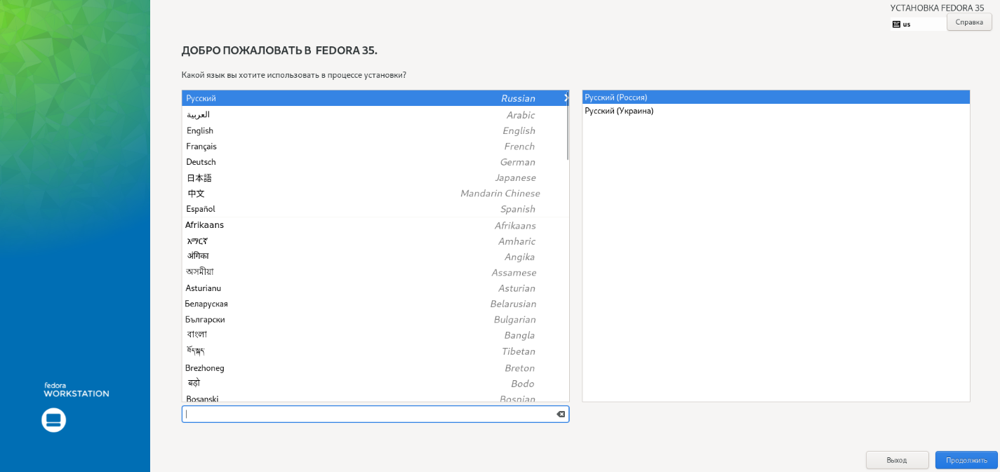 УСТАНОВКА FEDORA 35
us
Справка
ДОБРО ПОЖАЛОВАТЬ В FEDORA 35.
Какой язык вы хотите использовать в процессе установки?
Русский Russian
العربية Arabic
English English
Français French
Deutsch German
日本語 Japanese
中文 Mandarin Chinese
Español Spanish
Afrikaans Afrikaans
አማርኛ Amharic
अंगिका Angika
অসমীয়া Assamese
Asturianu Asturian
Беларуская Belarusian
Български Bulgarian
বাংলা Bangla
བོད་སྐད་ Tibetan
Brezhoneg Breton
बड़ो Bodo
Bosanski Bosnian
Русский (Россия)
Русский (Украина)
fedora
WORKSTATION
Выход
Продолжить